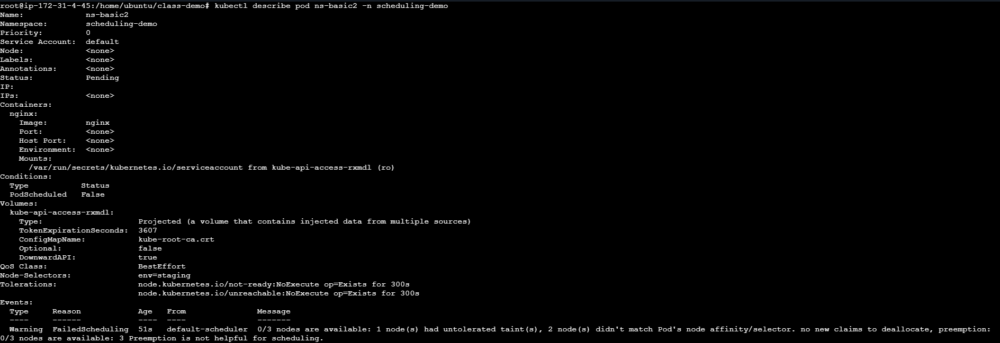 root@ip-172-31-4-45:/home/ubuntu/class-demo# kubectl describe pod ns-basic2 -n scheduling-demo
Name:             ns-basic2
Namespace:        scheduling-demo
Priority:         0
Service Account:  default
Node:             <none>
Labels:           <none>
Annotations:      <none>
Status:           Pending
IP:
IPs:              <none>
Containers:
  nginx:
    Image:        nginx
    Port:         <none>
    Host Port:    <none>
    Environment:  <none>
    Mounts:
      /var/run/secrets/kubernetes.io/serviceaccount from kube-api-access-rxmdl (ro)
Conditions:
  Type           Status
  PodScheduled   False
Volumes:
  kube-api-access-rxmdl:
    Type:                    Projected (a volume that contains injected data from multiple sources)
    TokenExpirationSeconds:  3607
    ConfigMapName:           kube-root-ca.crt
    Optional:                false
    DownwardAPI:             true
QoS Class:                   BestEffort
Node-Selectors:              env=staging
Tolerations:                 node.kubernetes.io/not-ready:NoExecute op=Exists for 300s
                             node.kubernetes.io/unreachable:NoExecute op=Exists for 300s
Events:
  Type     Reason            Age   From               Message
  ----     ------            ----  ----               -------
  Warning  FailedScheduling  51s   default-scheduler  0/3 nodes are available: 1 node(s) had untolerated taint(s), 2 node(s) didn't match Pod's node affinity/selector. no new claims to deallocate, preemption:
0/3 nodes are available: 3 Preemption is not helpful for scheduling.